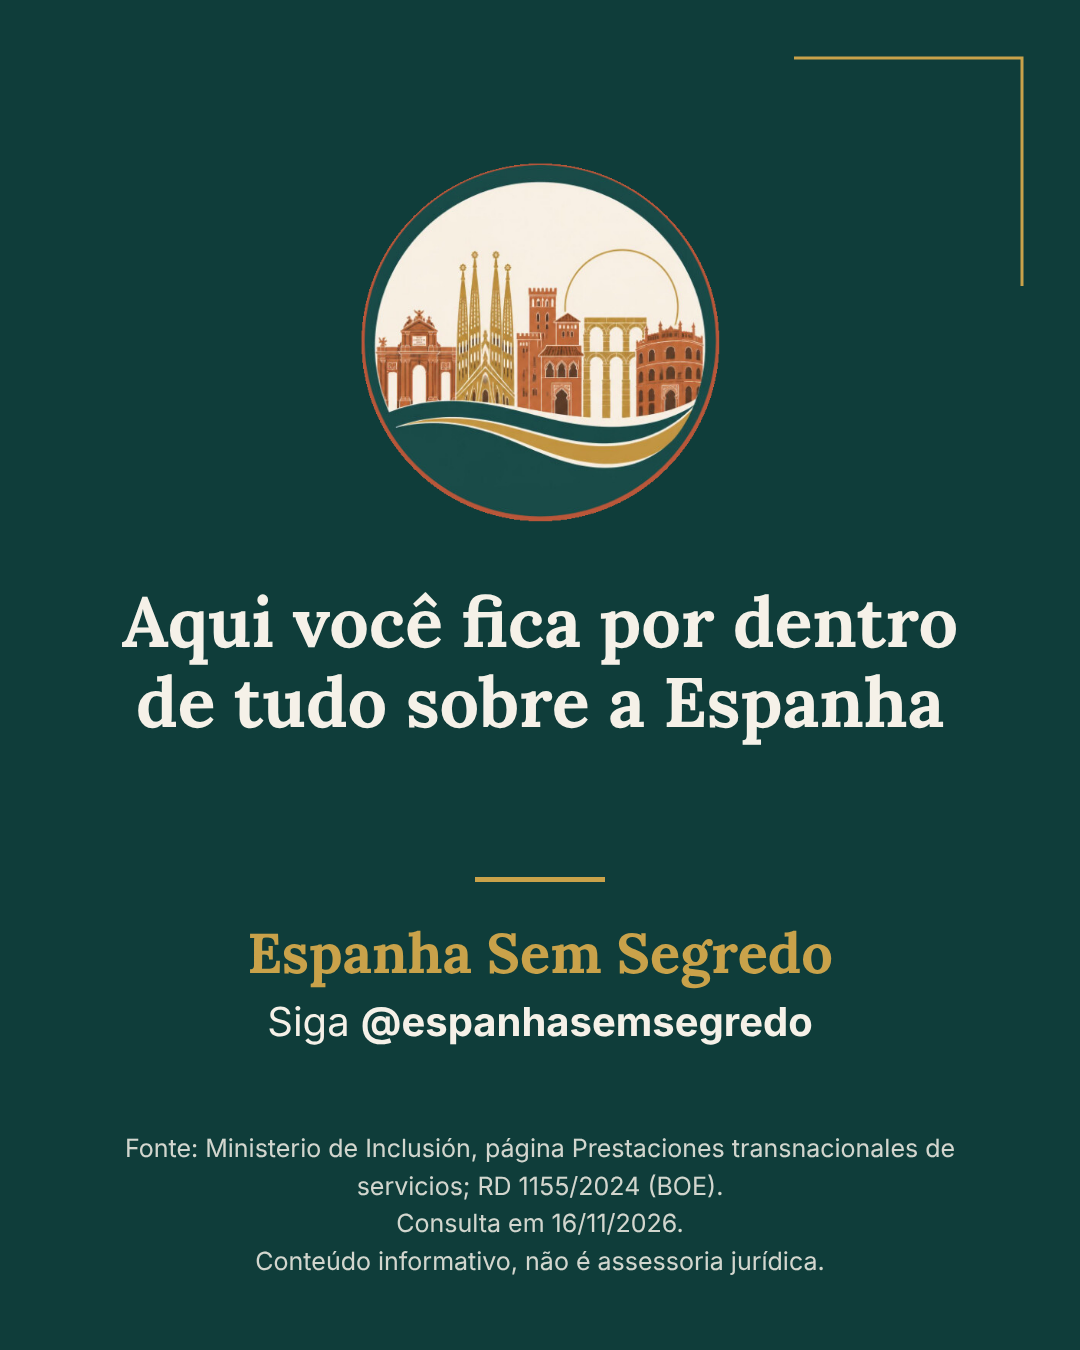 Aqui você fica por dentro
de tudo sobre a Espanha
Espanha Sem Segredo
Siga @espanhasemsegredo
Fonte: Ministerio de Inclusión, página Prestaciones transnacionales de
servicios; RD 1155/2024 (BOE).
Consulta em 16/11/2026.
Conteúdo informativo, não é assessoria jurídica.